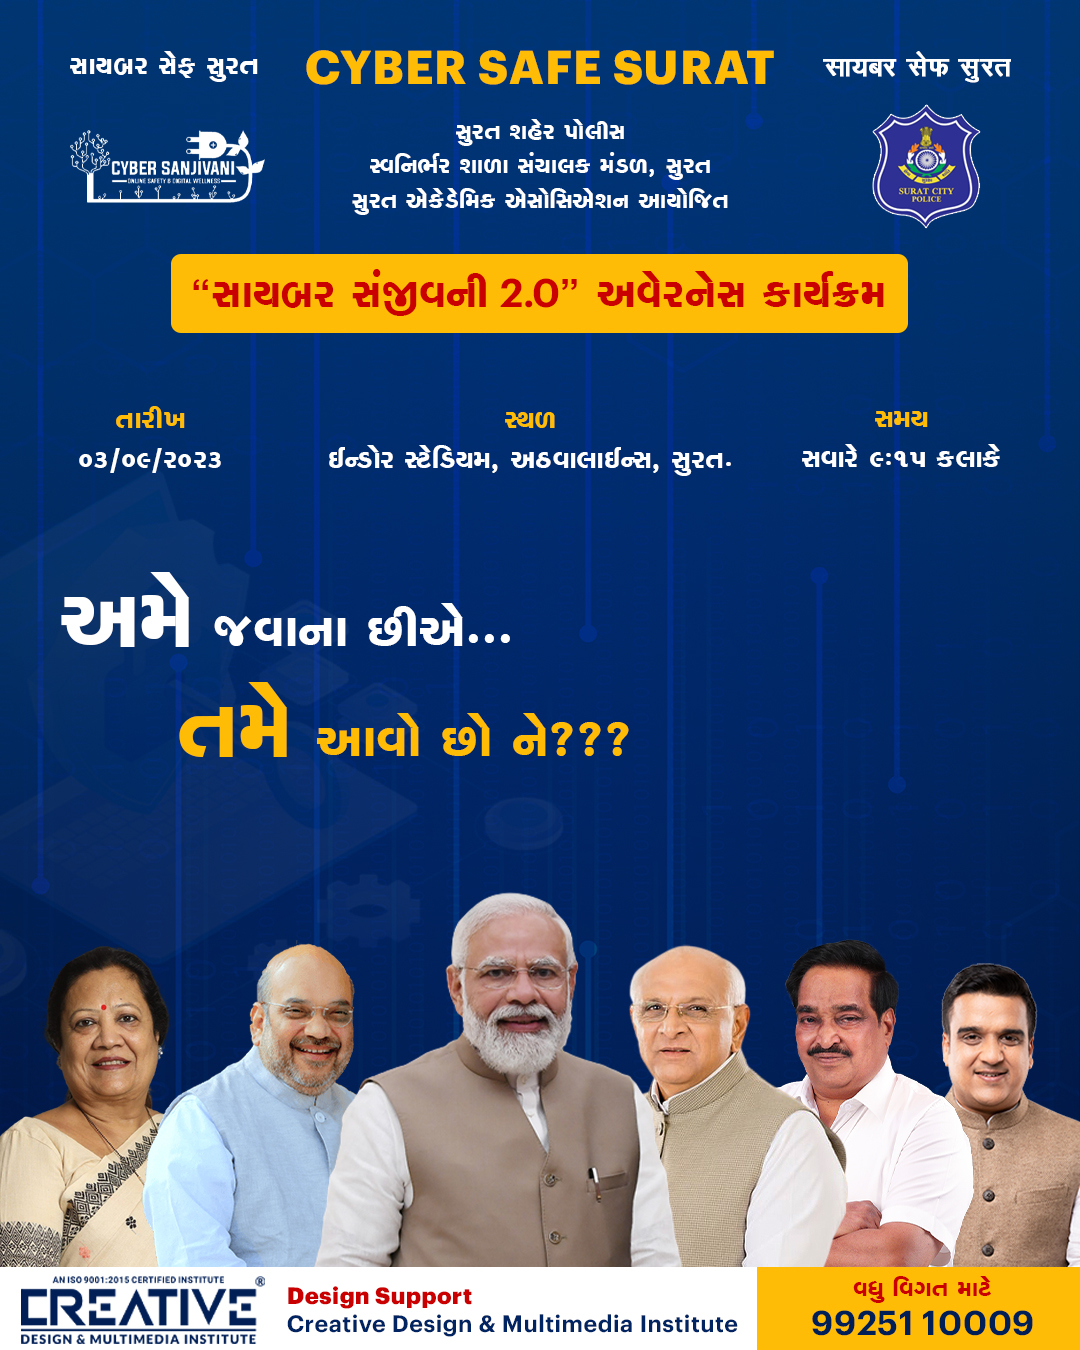 સાયબર સેફ સુરત
CYBER SAFE SURAT
सायबर सेफ सुरत
CYBER SANJIVANI
ONLINE SAFETY & DIGITAL WELLNESS
સુરત શહેર પોલીસ
સ્વનિર્ભર શાળા સંચાલક મંડળ, સુરત
સુરત એકેડેમિક એસોસિએશન આયોજિત
SURAT CITY
POLICE
“સાયબર સંજીવની 2.0” અવેરનેસ કાર્યક્રમ
તારીખ
૦૩/૦૯/૨૦૨૩
સ્થળ
ઈન્ડોર સ્ટેડિયમ, અઠવાલાઈન્સ, સુરત.
સમય
સવારે ૯:૧૫ કલાકે
અમે જવાના છીએ...
તમે આવો છો ને???
AN ISO 9001:2015 CERTIFIED INSTITUTE
CREATIVE®
DESIGN & MULTIMEDIA INSTITUTE
Design Support
Creative Design & Multimedia Institute
વધુ વિગત માટે
99251 10009